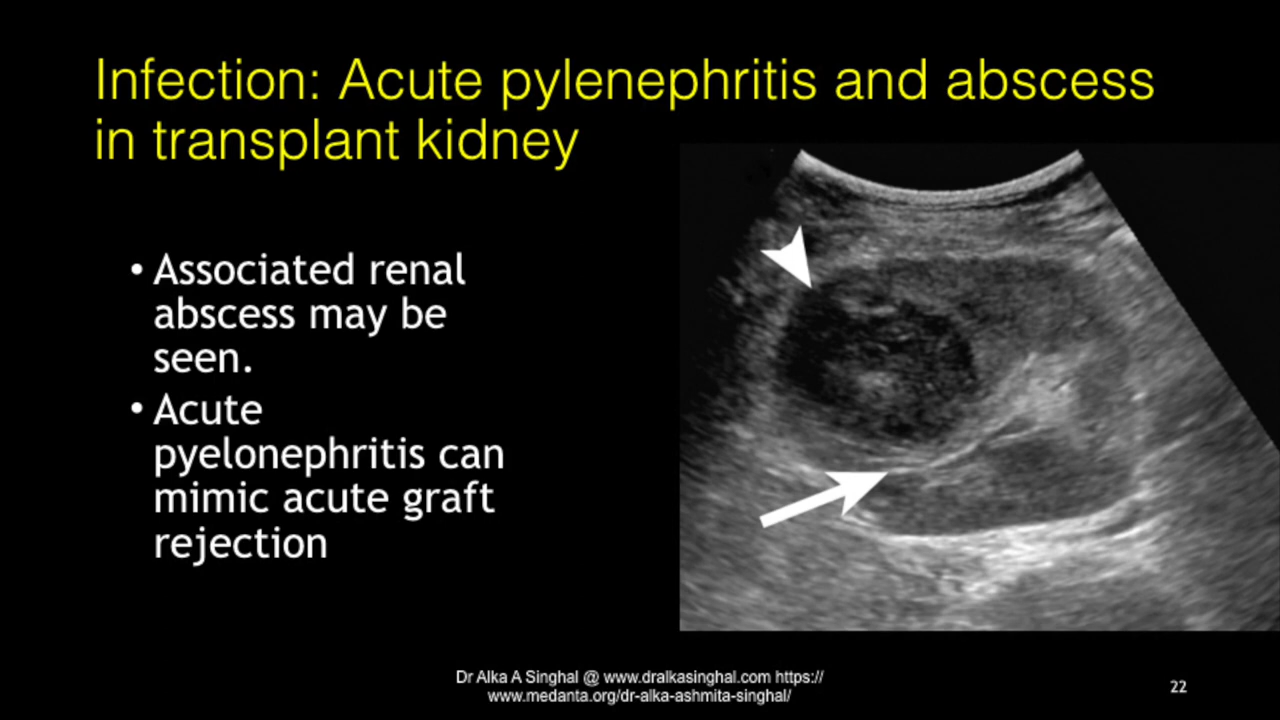 Infection: Acute pylenephritis and abscess
in transplant kidney
• Associated renal
abscess may be
seen.
• Acute
pyelonephritis can
mimic acute graft
rejection
Dr Alka A Singhal @ www.dralkasinghal.com https://
www.medanta.org/dr-alka-ashmita-singhal/
22